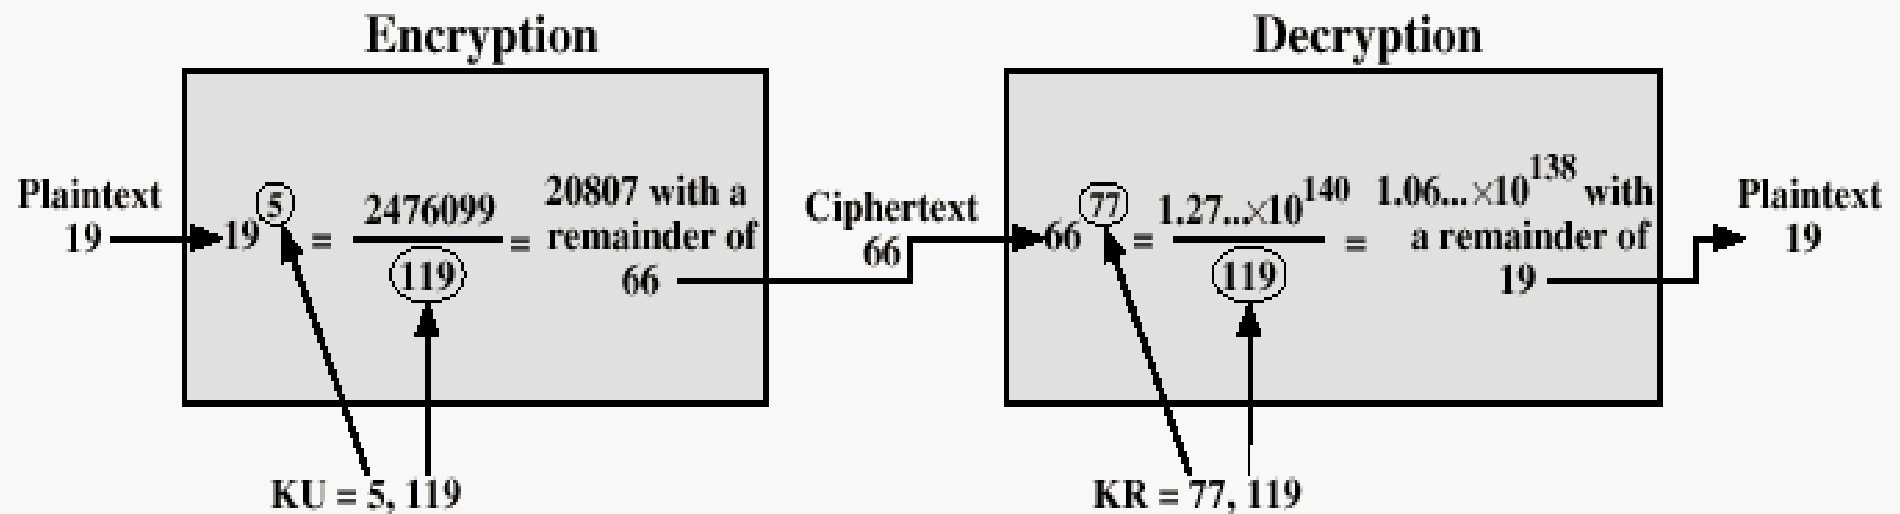 Encryption
Plaintext
19
19^5 = 2476099 / 119 = 20807 with a
remainder of
66
KU = 5, 119
Ciphertext
66
Decryption
66^77 = 1.27...×10^140 / 119 = 1.06...×10^138 with
a remainder of
19
KR = 77, 119
Plaintext
19